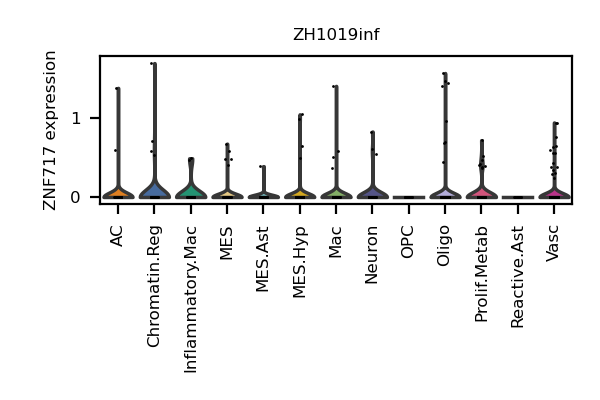 ZH1019inf
ZNF717 expression
1
0
AC
Chromatin.Reg
Inflammatory.Mac
MES
MES.Ast
MES.Hyp
Mac
Neuron
OPC
Oligo
Prolif.Metab
Reactive.Ast
Vasc